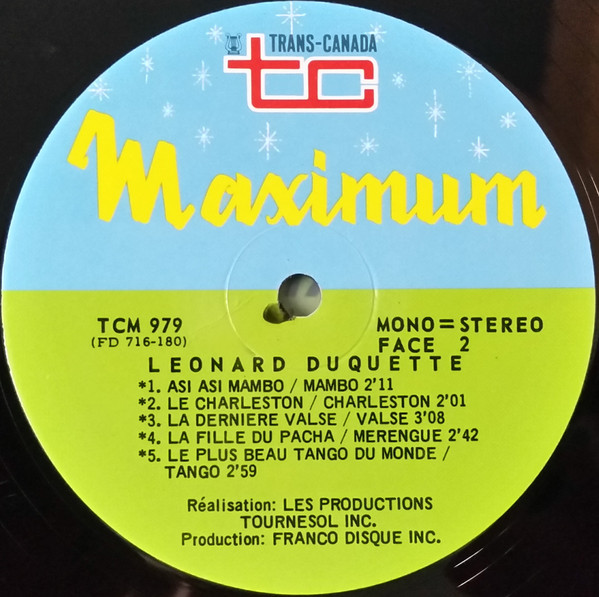 TRANS-CANADA
tc
Maximum
TCM 979
(FD 716-180)
MONO=STEREO
FACE 2
LEONARD DUQUETTE
*1. ASI ASI MAMBO / MAMBO 2'11
*2. LE CHARLESTON / CHARLESTON 2'01
*3. LA DERNIERE VALSE / VALSE 3'08
*4. LA FILLE DU PACHA / MERENGUE 2'42
*5. LE PLUS BEAU TANGO DU MONDE /
TANGO 2'59
Réalisation: LES PRODUCTIONS
TOURNESOL INC.
Production: FRANCO DISQUE INC.